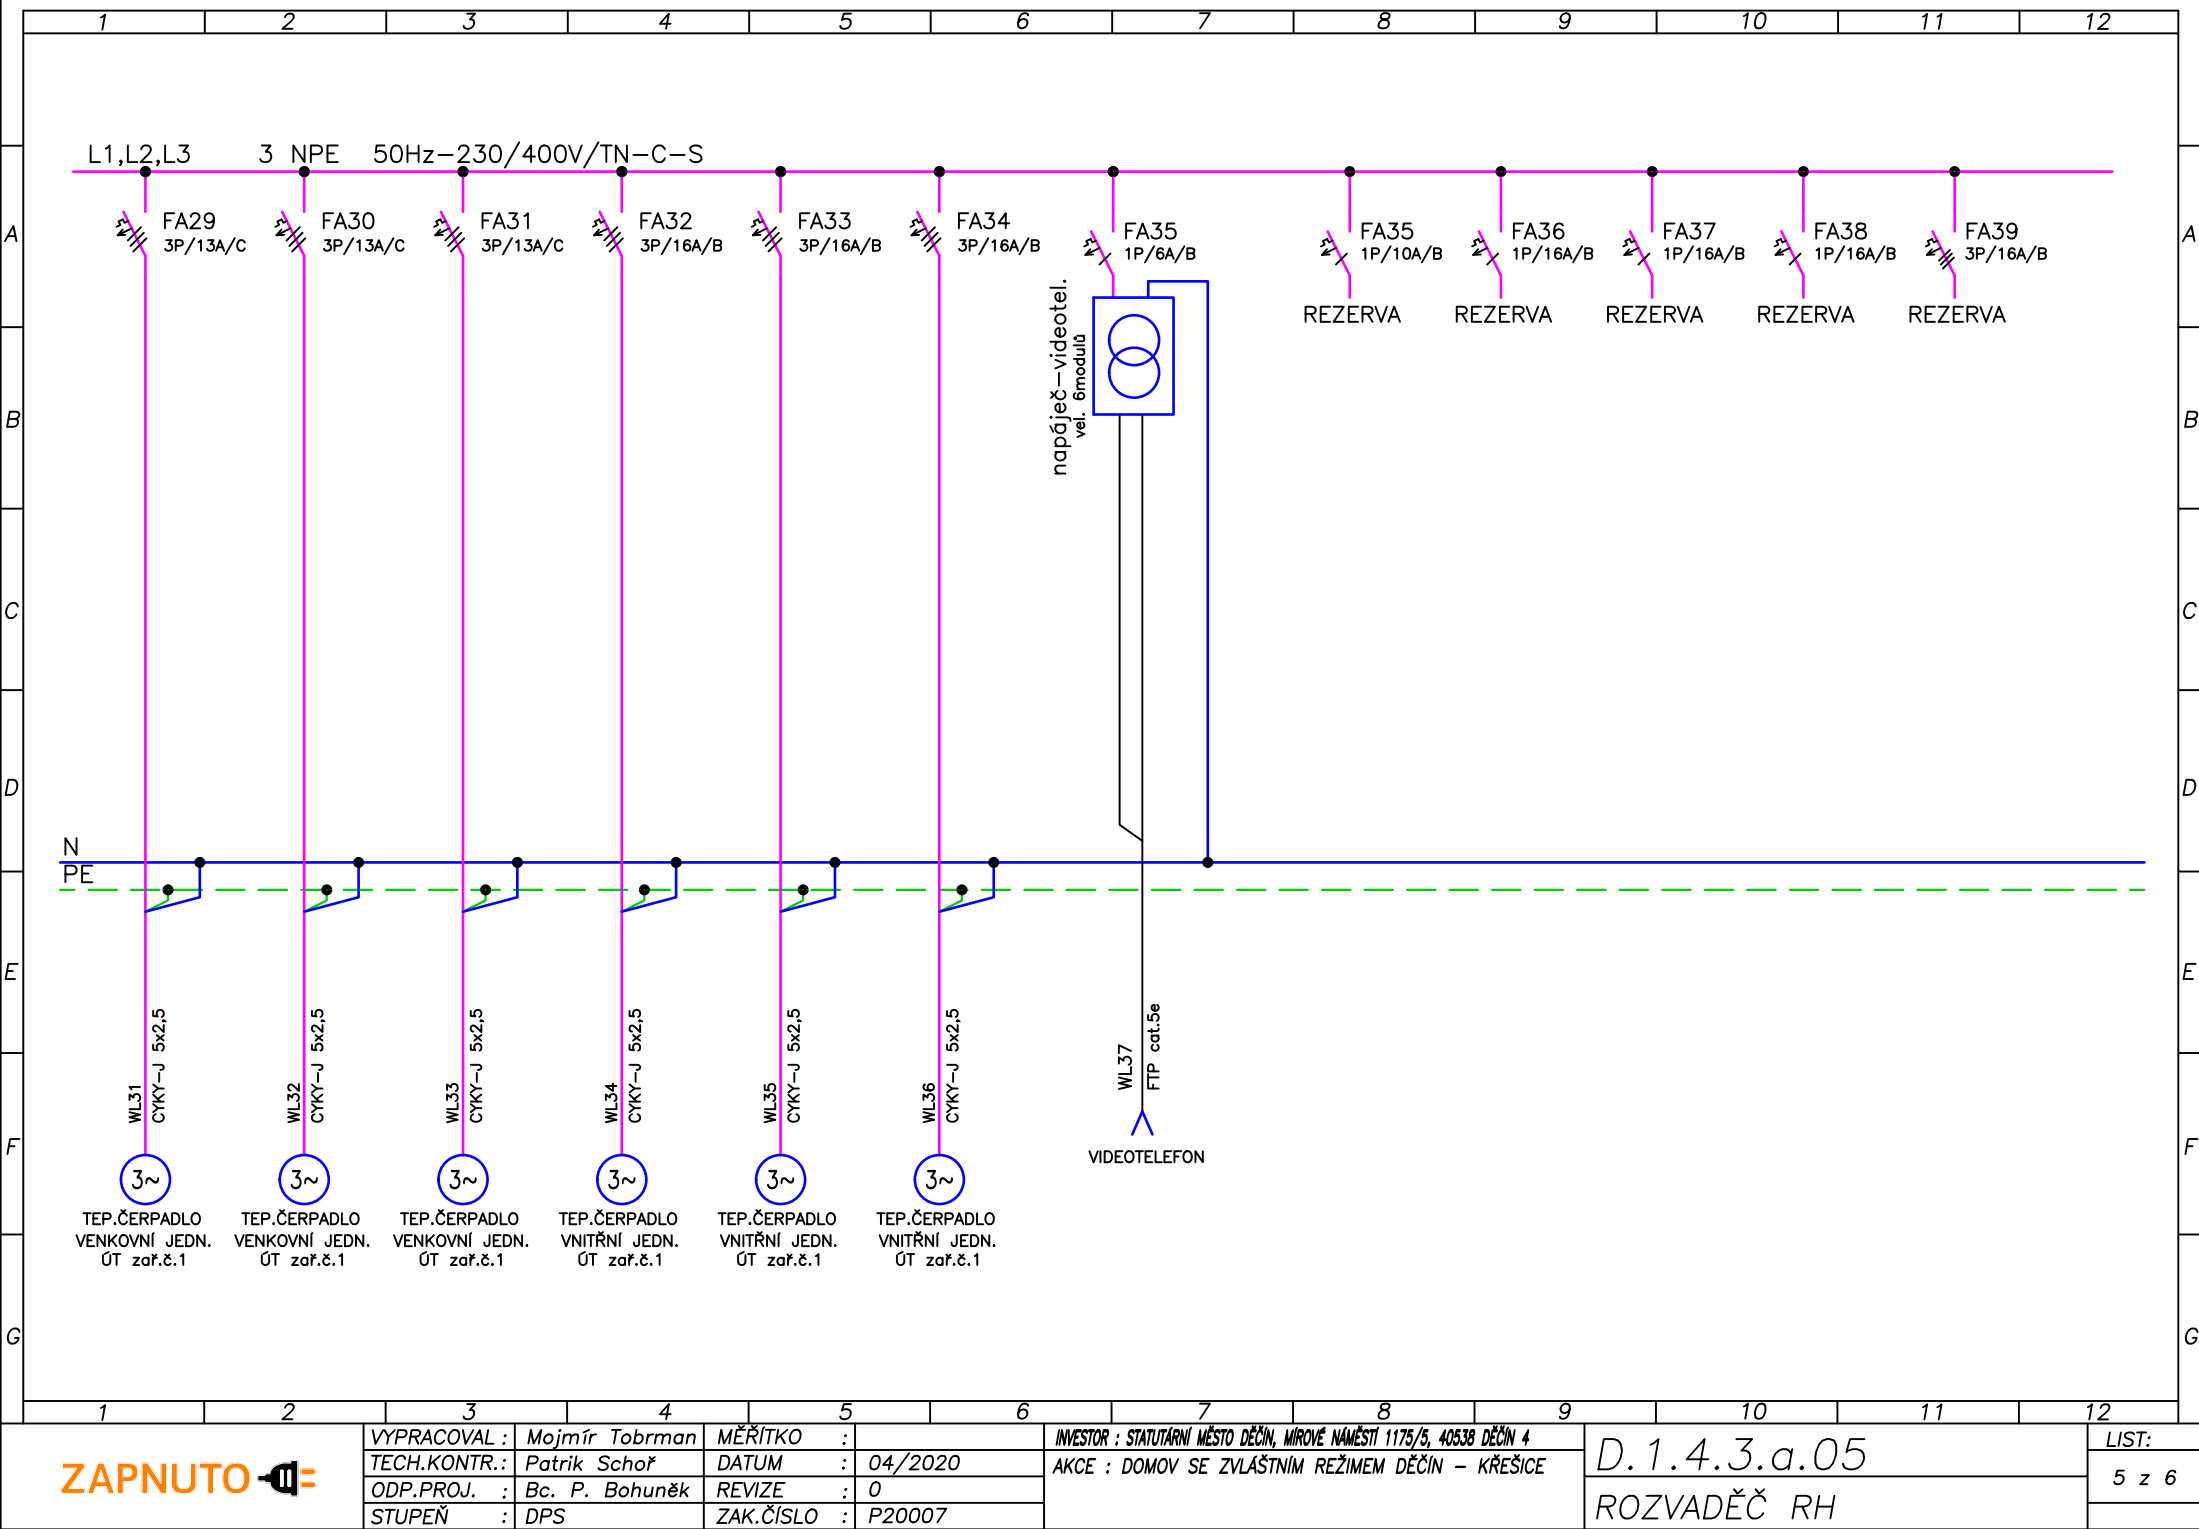 1 2 3 4 5 6 7 8 9 10 11 12
L1,L2,L3 3 NPE 50Hz-230/400V/TN-C-S
A A
FA29
3P/13A/C
FA30
3P/13A/C
FA31
3P/13A/C
FA32
3P/16A/B
FA33
3P/16A/B
FA34
3P/16A/B
FA35
1P/6A/B
FA35
1P/10A/B
REZERVA
FA36
1P/16A/B
REZERVA
FA37
1P/16A/B
REZERVA
FA38
1P/16A/B
REZERVA
FA39
3P/16A/B
REZERVA
napáječ-videotel.
vel. 6modulů
B B
C C
D D
N
PE
E E
WL31
CYKY-J 5x2,5
WL32
CYKY-J 5x2,5
WL33
CYKY-J 5x2,5
WL34
CYKY-J 5x2,5
WL35
CYKY-J 5x2,5
WL36
CYKY-J 5x2,5
WL37
FTP cat.5e
F F
3~ 3~ 3~ 3~ 3~ 3~
VIDEOTELEFON
TEP.ČERPADLO
VENKOVNÍ JEDN.
ÚT zař.č.1
TEP.ČERPADLO
VENKOVNÍ JEDN.
ÚT zař.č.1
TEP.ČERPADLO
VENKOVNÍ JEDN.
ÚT zař.č.1
TEP.ČERPADLO
VNITŘNÍ JEDN.
ÚT zař.č.1
TEP.ČERPADLO
VNITŘNÍ JEDN.
ÚT zař.č.1
TEP.ČERPADLO
VNITŘNÍ JEDN.
ÚT zař.č.1
G G
1 2 3 4 5 6 7 8 9 10 11 12
ZAPNUTO
VYPRACOVAL : Mojmír Tobrman MĚŘÍTKO :
TECH.KONTR.: Patrik Schoř DATUM : 04/2020
ODP.PROJ. : Bc. P. Bohuněk REVIZE : 0
STUPEŇ : DPS ZAK.ČÍSLO : P20007
INVESTOR : STATUTÁRNÍ MĚSTO DĚČÍN, MÍROVÉ NÁMĚSTÍ 1175/5, 40538 DĚČÍN 4
AKCE : DOMOV SE ZVLÁŠTNÍM REŽIMEM DĚČÍN - KŘEŠICE
D.1.4.3.a.05
ROZVADĚČ RH
LIST:
5 z 6